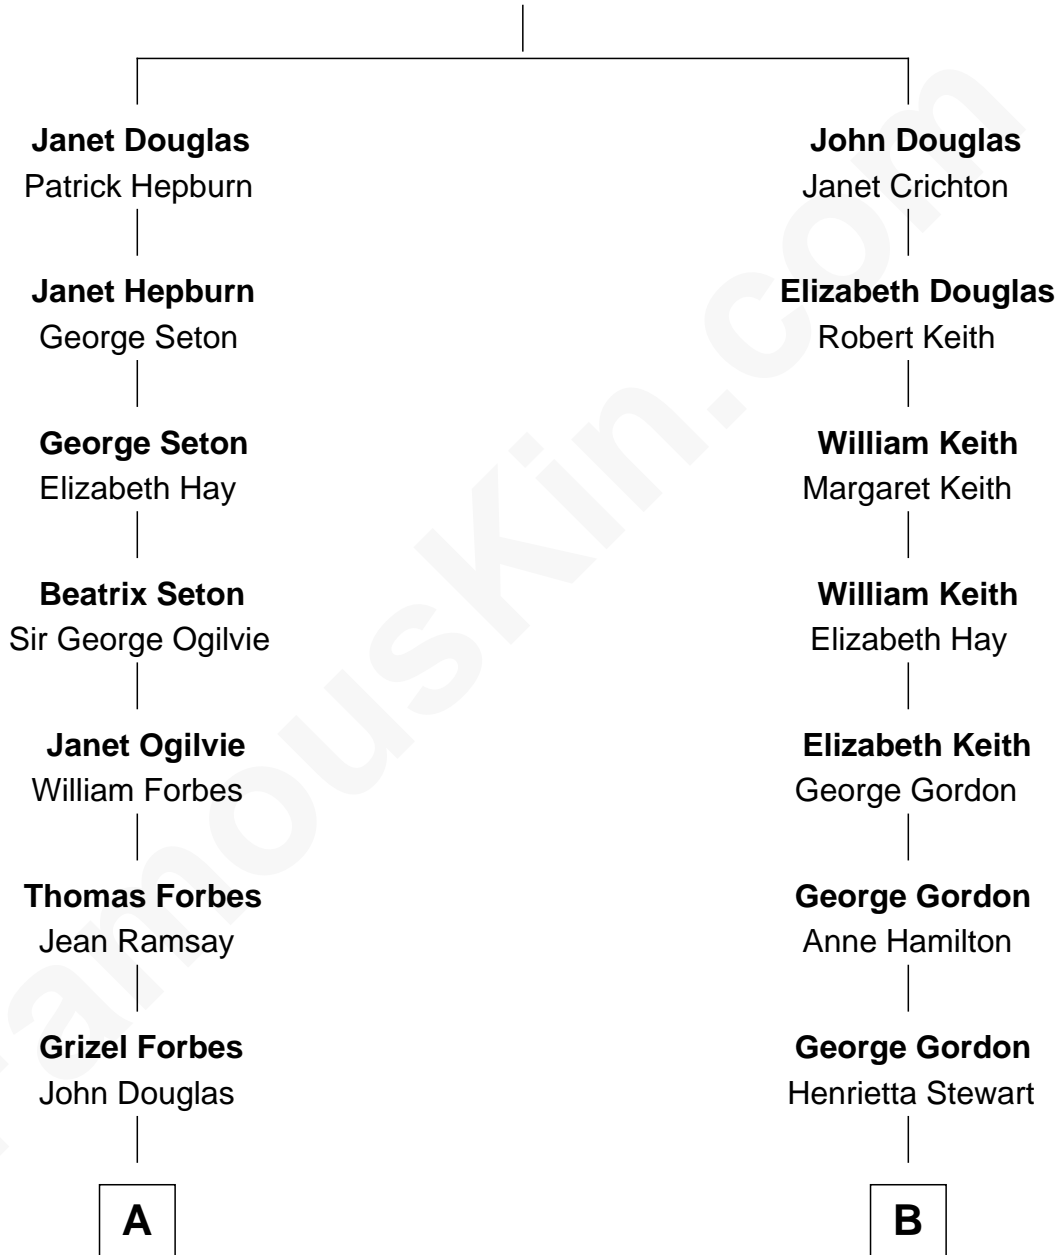 Janet Douglas
Patrick Hepburn
Janet Hepburn
George Seton
George Seton
Elizabeth Hay
Beatrix Seton
Sir George Ogilvie
Janet Ogilvie
William Forbes
Thomas Forbes
Jean Ramsay
Grizel Forbes
John Douglas
A
John Douglas
Janet Crichton
Elizabeth Douglas
Robert Keith
William Keith
Margaret Keith
William Keith
Elizabeth Hay
Elizabeth Keith
George Gordon
George Gordon
Anne Hamilton
George Gordon
Henrietta Stewart
B
FamousKin.com